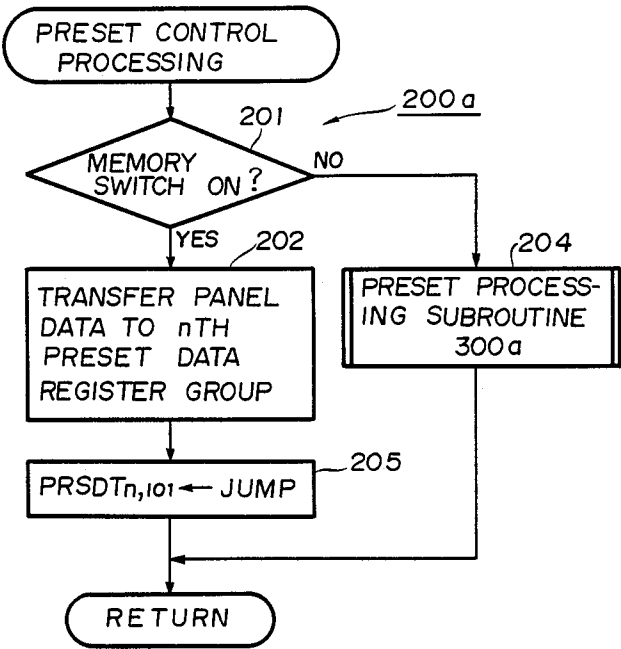 PRESET CONTROL
PROCESSING
200a
201
MEMORY
SWITCH ON?
NO
YES
202
204
TRANSFER PANEL
DATA TO nTH
PRESET DATA
REGISTER GROUP
PRESET PROCESS-
ING SUBROUTINE
300a
205
PRSDTn,101 ← JUMP
RETURN